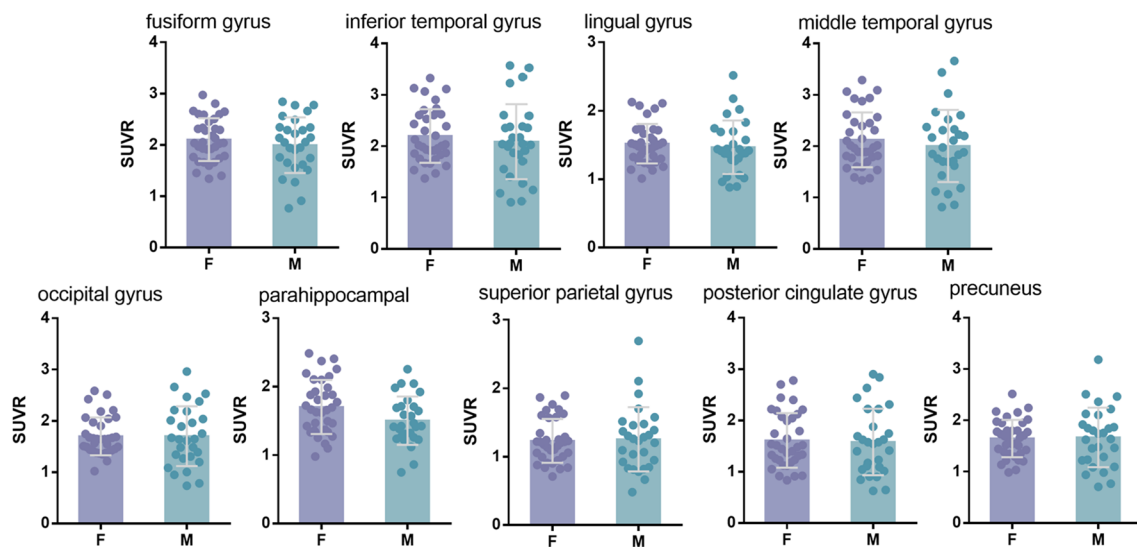 fusiform gyrus
4
3
2
1
0
SUVR
F
M
inferior temporal gyrus
4
3
2
1
0
SUVR
F
M
lingual gyrus
3
2
1
0
SUVR
F
M
middle temporal gyrus
4
3
2
1
0
SUVR
F
M
occipital gyrus
4
3
2
1
0
SUVR
F
M
parahippocampal
3
2
1
0
SUVR
F
M
superior parietal gyrus
3
2
1
0
SUVR
F
M
posterior cingulate gyrus
4
3
2
1
0
SUVR
F
M
precuneus
4
3
2
1
0
SUVR
F
M